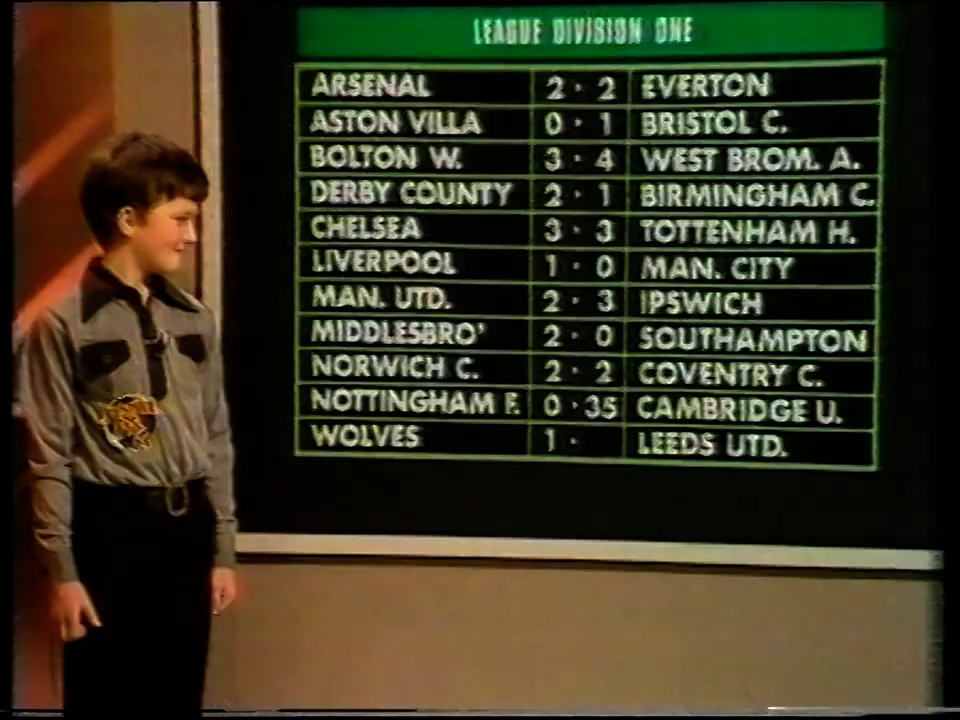 LEAGUE DIVISION ONE
ARSENAL 2 · 2 EVERTON
ASTON VILLA 0 · 1 BRISTOL C.
BOLTON W. 3 · 4 WEST BROM. A.
DERBY COUNTY 2 · 1 BIRMINGHAM C.
CHELSEA 3 · 3 TOTTENHAM H.
LIVERPOOL 1 · 0 MAN. CITY
MAN. UTD. 2 · 3 IPSWICH
MIDDLESBRO' 2 · 0 SOUTHAMPTON
NORWICH C. 2 · 2 COVENTRY C.
NOTTINGHAM F. 0 · 35 CAMBRIDGE U.
WOLVES 1 · LEEDS UTD.